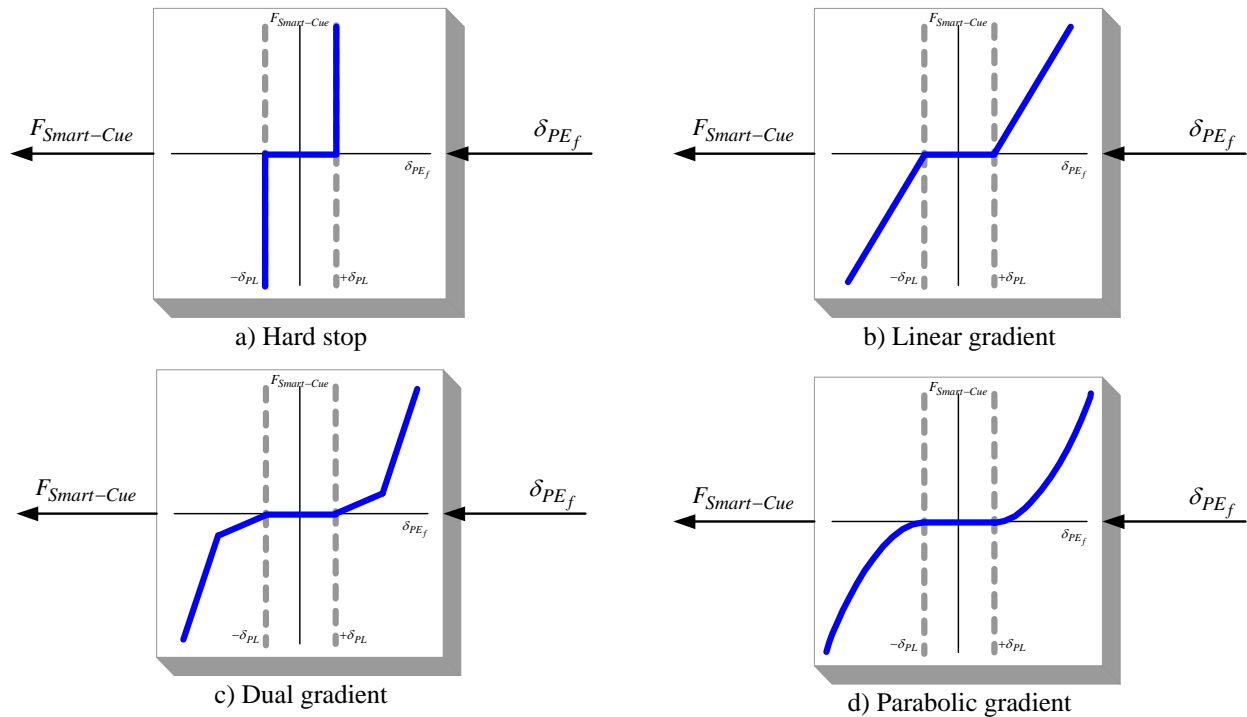 F_Smart–Cue
F_Smart–Cue
δ_PE_f
δ_PE_f
−δ_PL
+δ_PL
a) Hard stop
F_Smart–Cue
F_Smart–Cue
δ_PE_f
δ_PE_f
−δ_PL
+δ_PL
b) Linear gradient
F_Smart–Cue
F_Smart–Cue
δ_PE_f
δ_PE_f
−δ_PL
+δ_PL
c) Dual gradient
F_Smart–Cue
F_Smart–Cue
δ_PE_f
δ_PE_f
−δ_PL
+δ_PL
d) Parabolic gradient